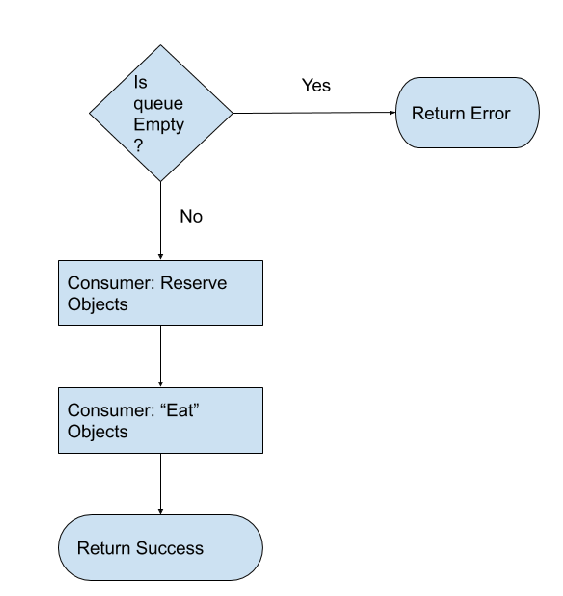 Is
queue
Empty
?
Yes
Return Error
No
Consumer: Reserve
Objects
Consumer: “Eat”
Objects
Return Success